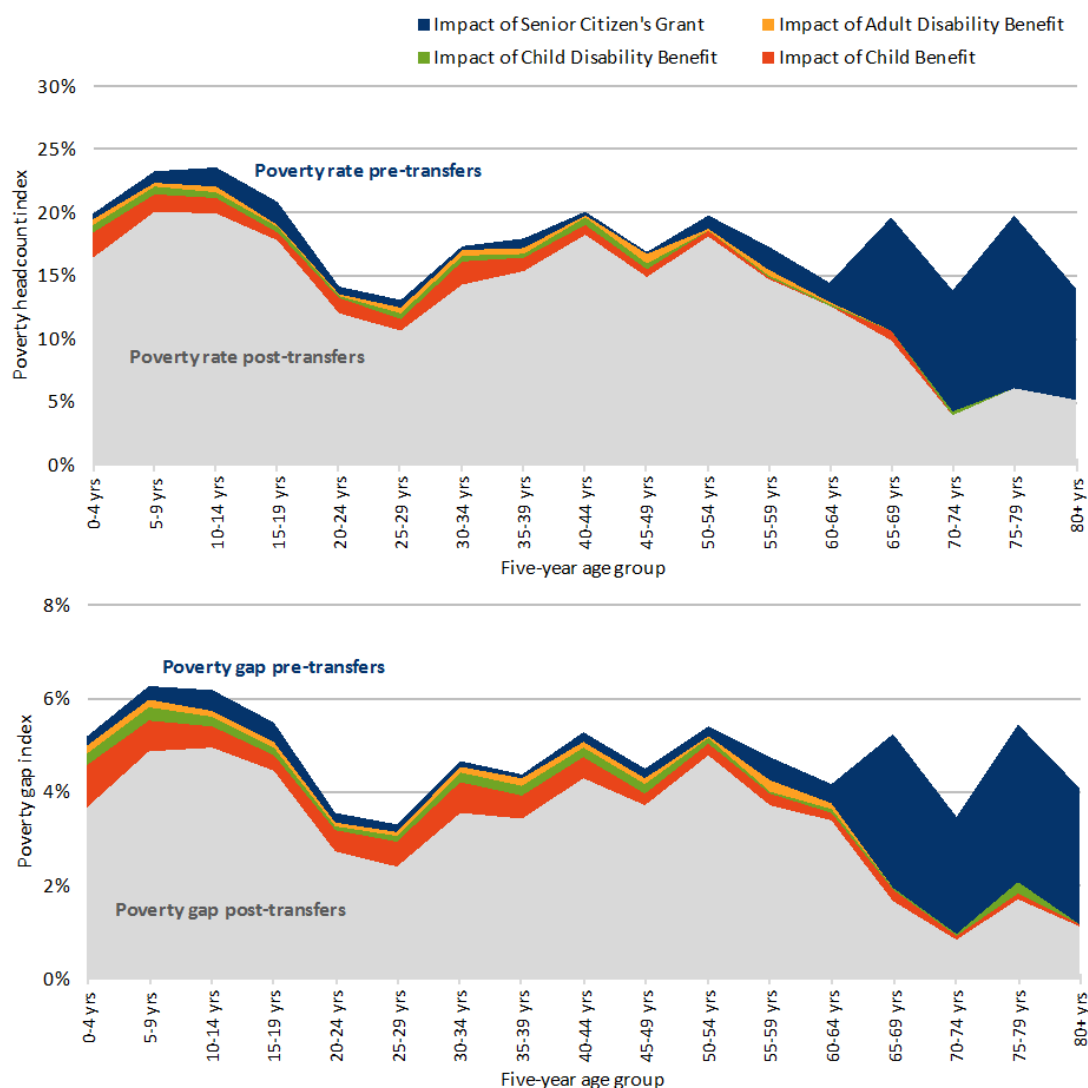 Impact of Senior Citizen's Grant
Impact of Adult Disability Benefit
Impact of Child Disability Benefit
Impact of Child Benefit
Poverty headcount index
30%
25%
20%
15%
10%
5%
0%
Poverty rate pre-transfers
Poverty rate post-transfers
0-4 yrs
5-9 yrs
10-14 yrs
15-19 yrs
20-24 yrs
25-29 yrs
30-34 yrs
35-39 yrs
40-44 yrs
45-49 yrs
50-54 yrs
55-59 yrs
60-64 yrs
65-69 yrs
70-74 yrs
75-79 yrs
80+ yrs
Five-year age group
Poverty gap index
8%
6%
4%
2%
0%
Poverty gap pre-transfers
Poverty gap post-transfers
0-4 yrs
5-9 yrs
10-14 yrs
15-19 yrs
20-24 yrs
25-29 yrs
30-34 yrs
35-39 yrs
40-44 yrs
45-49 yrs
50-54 yrs
55-59 yrs
60-64 yrs
65-69 yrs
70-74 yrs
75-79 yrs
80+ yrs
Five-year age group